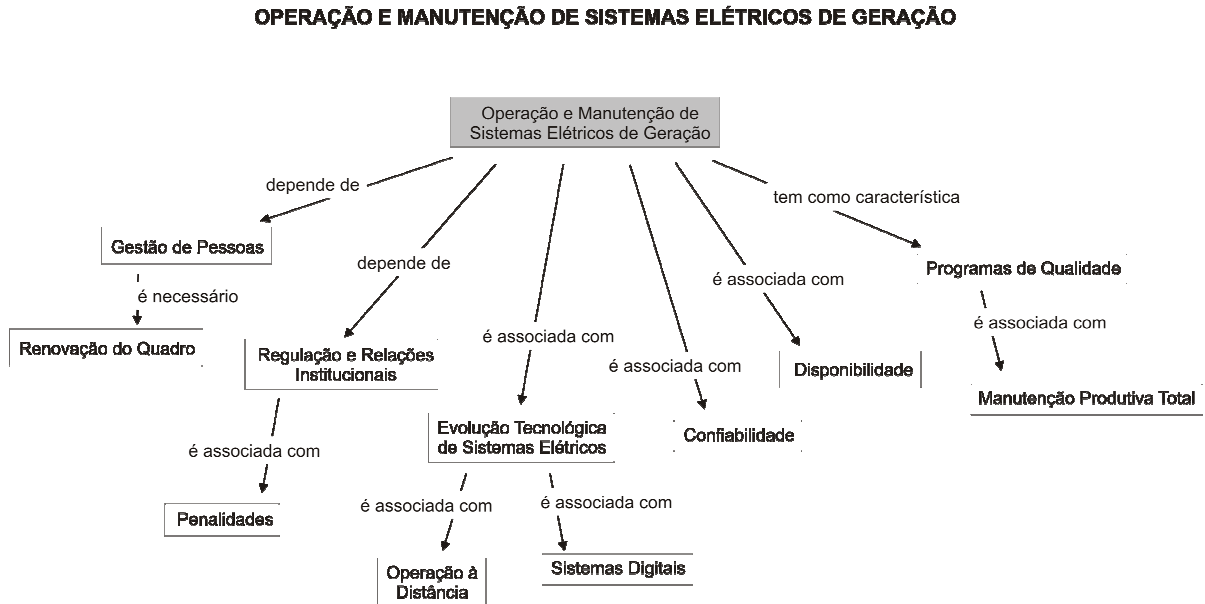 OPERAÇÃO E MANUTENÇÃO DE SISTEMAS ELÉTRICOS DE GERAÇÃO
Operação e Manutenção de
Sistemas Elétricos de Geração
depende de
tem como característica
Gestão de Pessoas
depende de
é associada com
Programas de Qualidade
é necessário
é associada com
é associada com
é associada com
Renovação do Quadro
Regulação e Relações
Institucionais
Disponibilidade
Manutenção Produtiva Total
Evolução Tecnológica
de Sistemas Elétricos
Confiabilidade
é associada com
é associada com
é associada com
Penalidades
Operação à
Distância
Sistemas Digitais